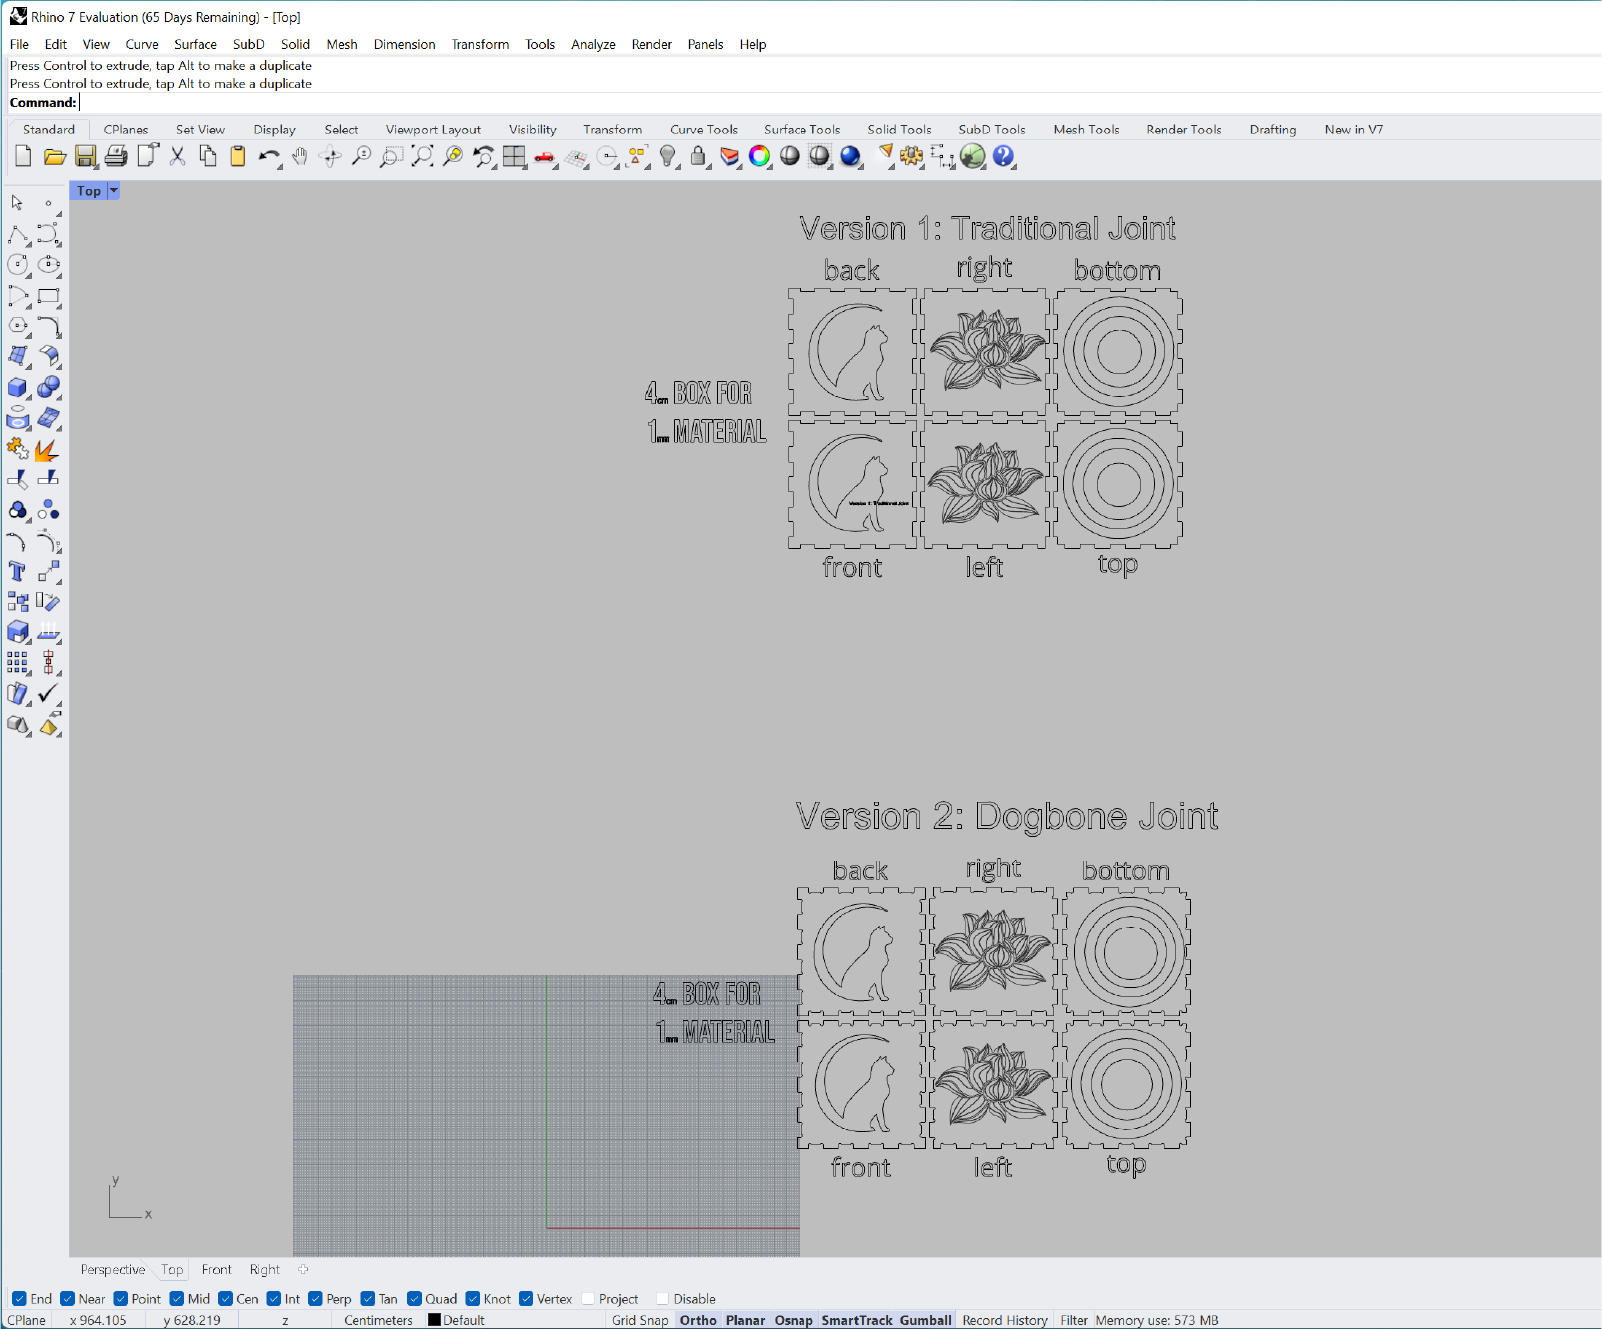 Rhino 7 Evaluation (65 Days Remaining) - [Top]
File Edit View Curve Surface SubD Solid Mesh Dimension Transform Tools Analyze Render Panels Help
Press Control to extrude, tap Alt to make a duplicate
Press Control to extrude, tap Alt to make a duplicate
Command:
Standard CPlanes Set View Display Select Viewport Layout Visibility Transform Curve Tools Surface Tools Solid Tools SubD Tools Mesh Tools Render Tools Drafting New in V7
Top
Version 1: Traditional Joint
back right bottom
4cm BOX FOR
1mm MATERIAL
Version 1: Traditional Joint
front left top
Version 2: Dogbone Joint
back right bottom
4cm BOX FOR
1mm MATERIAL
front left top
y
x
Perspective Top Front Right
End Near Point Mid Cen Int Perp Tan Quad Knot Vertex Project Disable
CPlane x 964.105 y 628.219 z Centimeters Default Grid Snap Ortho Planar Osnap SmartTrack Gumball Record History Filter Memory use: 573 MB